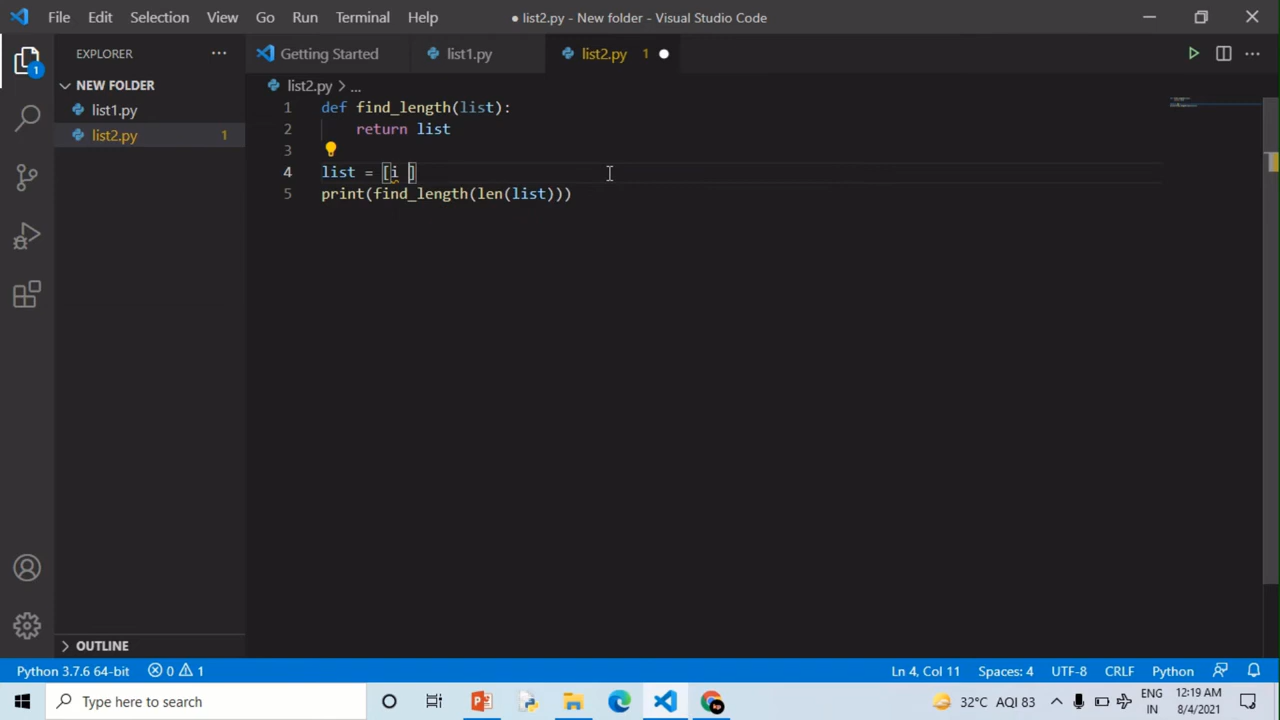 File Edit Selection View Go Run Terminal Help
● list2.py - New folder - Visual Studio Code
EXPLORER ...
Getting Started list1.py list2.py 1
NEW FOLDER
list1.py
list2.py 1
list2.py > ...
1 def find_length(list):
2 return list
3
4 list = [i ]
5 print(find_length(len(list)))
1
OUTLINE
Python 3.7.6 64-bit 0 1 Ln 4, Col 11 Spaces: 4 UTF-8 CRLF Python
Type here to search
32°C AQI 83
ENG
IN
12:19 AM
8/4/2021